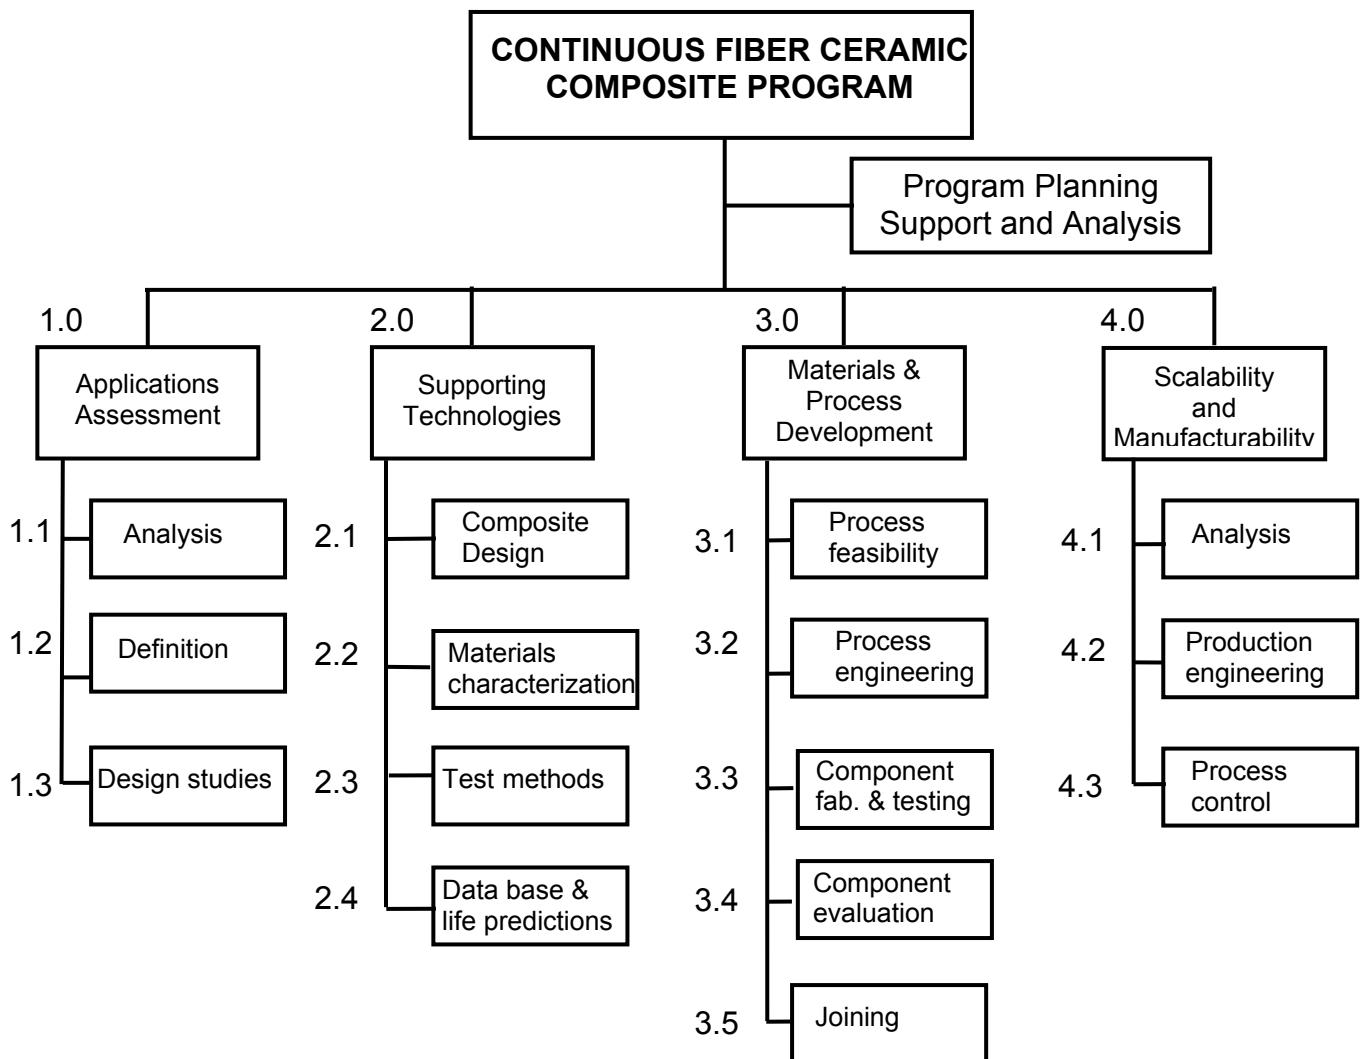 CONTINUOUS FIBER CERAMIC
COMPOSITE PROGRAM
Program Planning
Support and Analysis
1.0
Applications
Assessment
1.1
Analysis
1.2
Definition
1.3
Design studies
2.0
Supporting
Technologies
2.1
Composite
Design
2.2
Materials
characterization
2.3
Test methods
2.4
Data base &
life predictions
3.0
Materials &
Process
Development
3.1
Process
feasibility
3.2
Process
engineering
3.3
Component
fab. & testing
3.4
Component
evaluation
3.5
Joining
4.0
Scalability
and
Manufacturability
4.1
Analysis
4.2
Production
engineering
4.3
Process
control